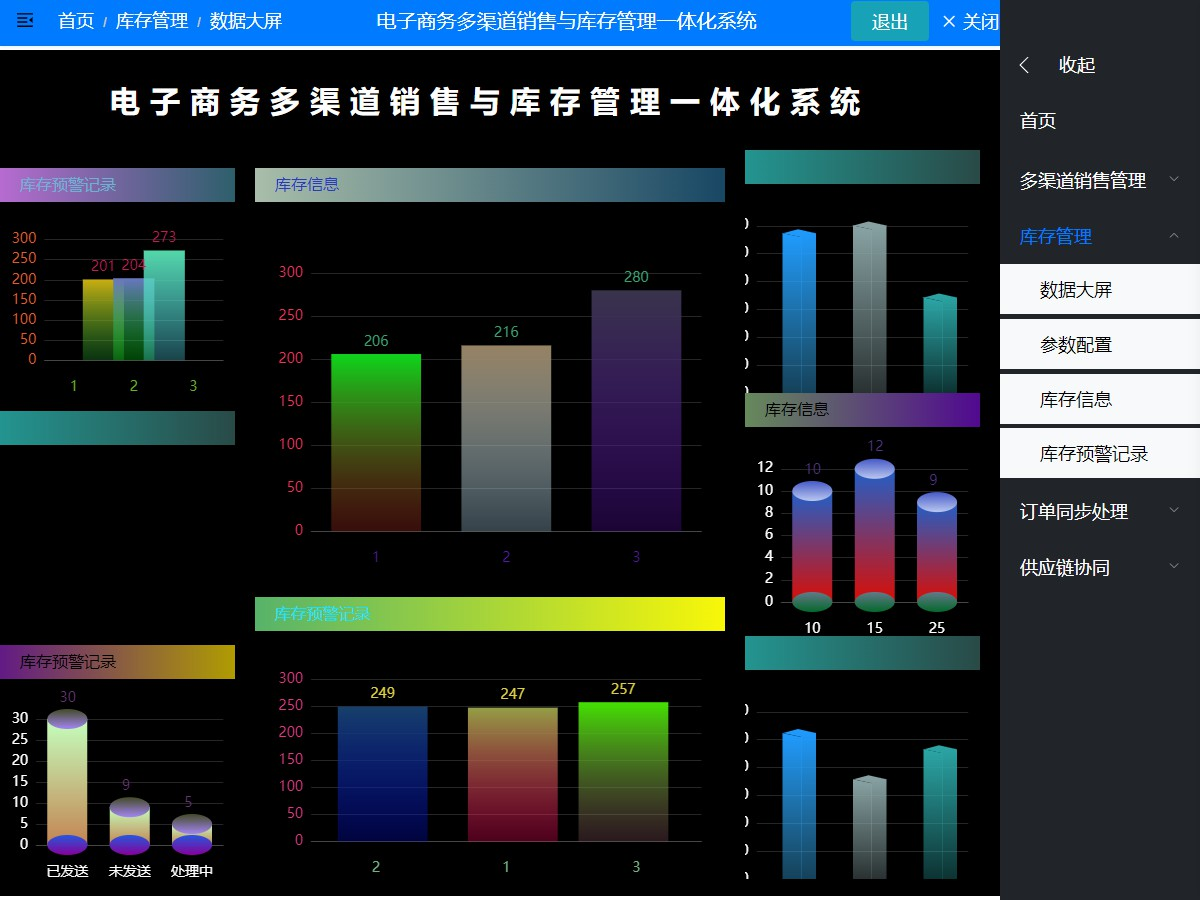 首页 / 库存管理 / 数据大屏
电子商务多渠道销售与库存管理一体化系统
退出
× 关闭
电子商务多渠道销售与库存管理一体化系统
库存预警记录
300
250
200
150
100
50
0
201 204 273
1 2 3
库存预警记录
30
25
20
15
10
5
0
30 9 5
已发送 未发送 处理中
库存信息
300
250
200
150
100
50
0
206 216 280
1 2 3
库存预警记录
300
250
200
150
100
50
0
249 247 257
2 1 3
库存信息
12
10
8
6
4
2
0
10 12 9
10 15 25
收起
首页
多渠道销售管理
库存管理
数据大屏
参数配置
库存信息
库存预警记录
订单同步处理
供应链协同